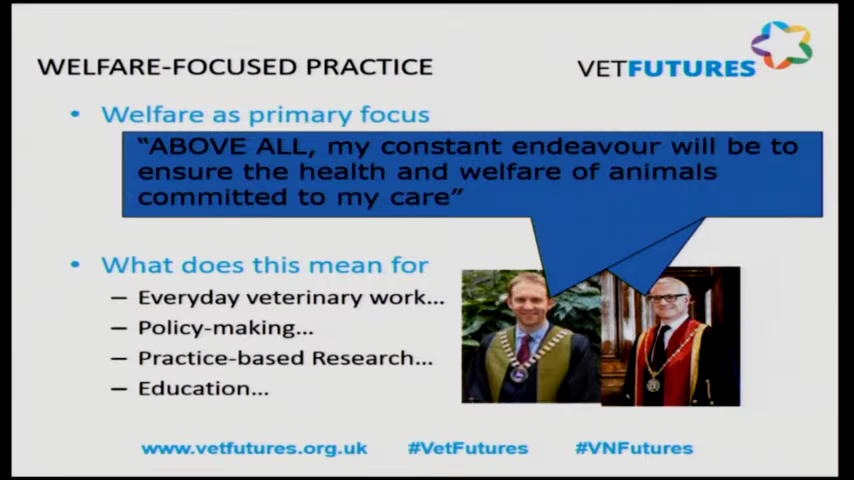 WELFARE-FOCUSED PRACTICE
VETFUTURES
• Welfare as primary focus
“ABOVE ALL, my constant endeavour will be to
ensure the health and welfare of animals
committed to my care”
• What does this mean for
– Everyday veterinary work...
– Policy-making...
– Practice-based Research...
– Education...
www.vetfutures.org.uk #VetFutures #VNFutures